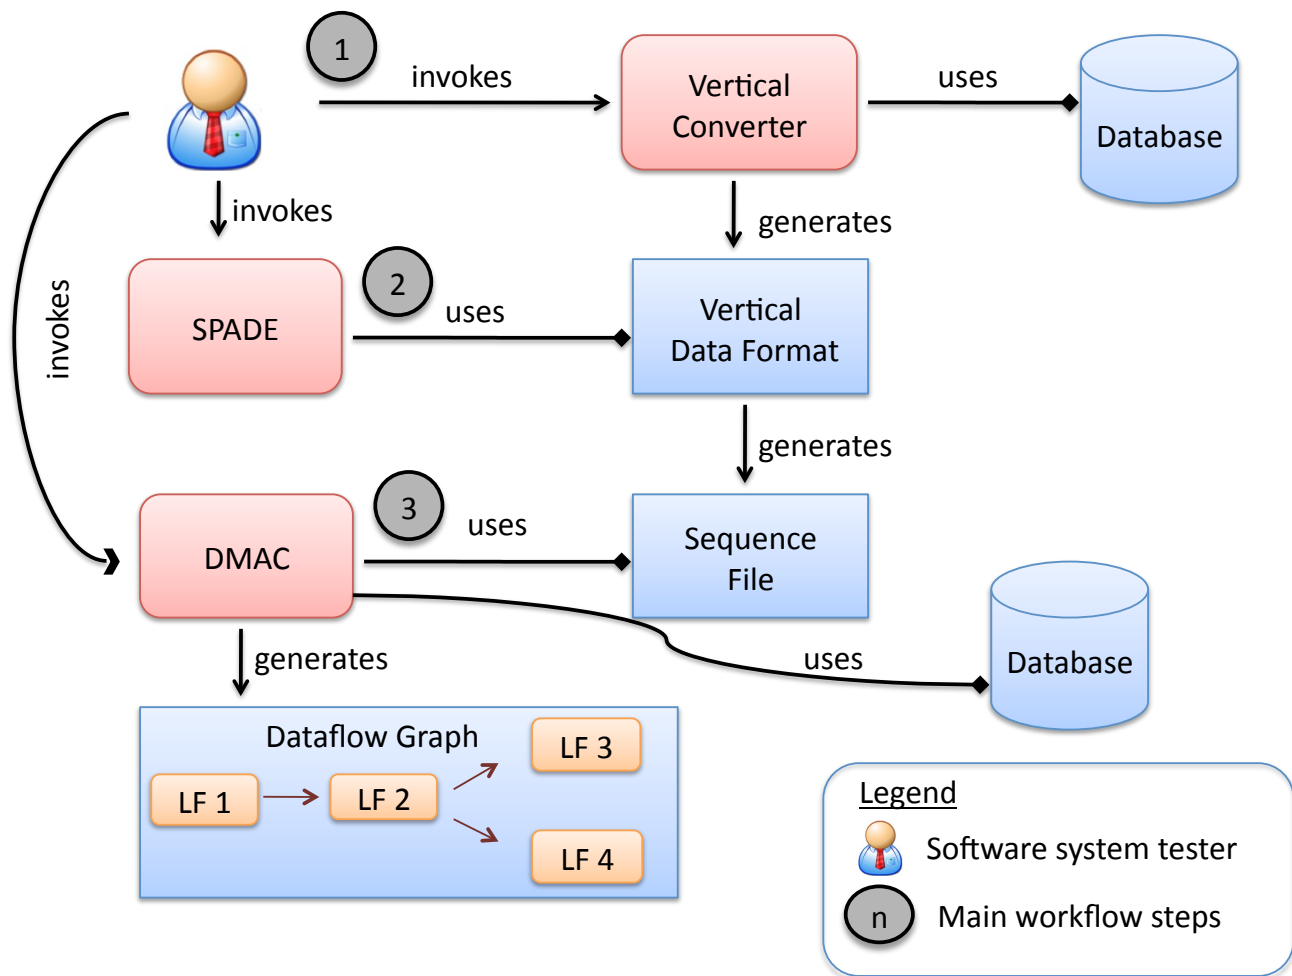 1
invokes
Vertical
Converter
uses
Database
invokes
generates
invokes
SPADE
2
uses
Vertical
Data Format
generates
DMAC
3
uses
Sequence
File
generates
uses
Database
Dataflow Graph
LF 1
LF 2
LF 3
LF 4
Legend
Software system tester
n
Main workflow steps